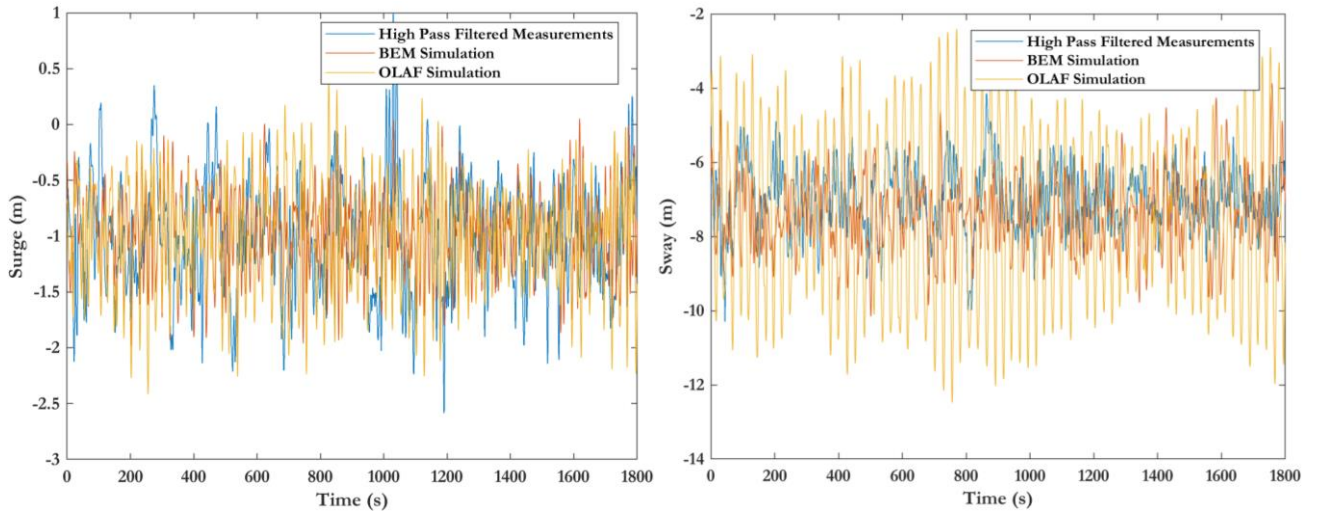 1
0.5
0
-0.5
-1
-1.5
-2
-2.5
-3
Surge (m)
High Pass Filtered Measurements
BEM Simulation
OLAF Simulation
0 200 400 600 800 1000 1200 1400 1600 1800
Time (s)
-2
-4
-6
-8
-10
-12
-14
Sway (m)
High Pass Filtered Measurements
BEM Simulation
OLAF Simulation
0 200 400 600 800 1000 1200 1400 1600 1800
Time (s)